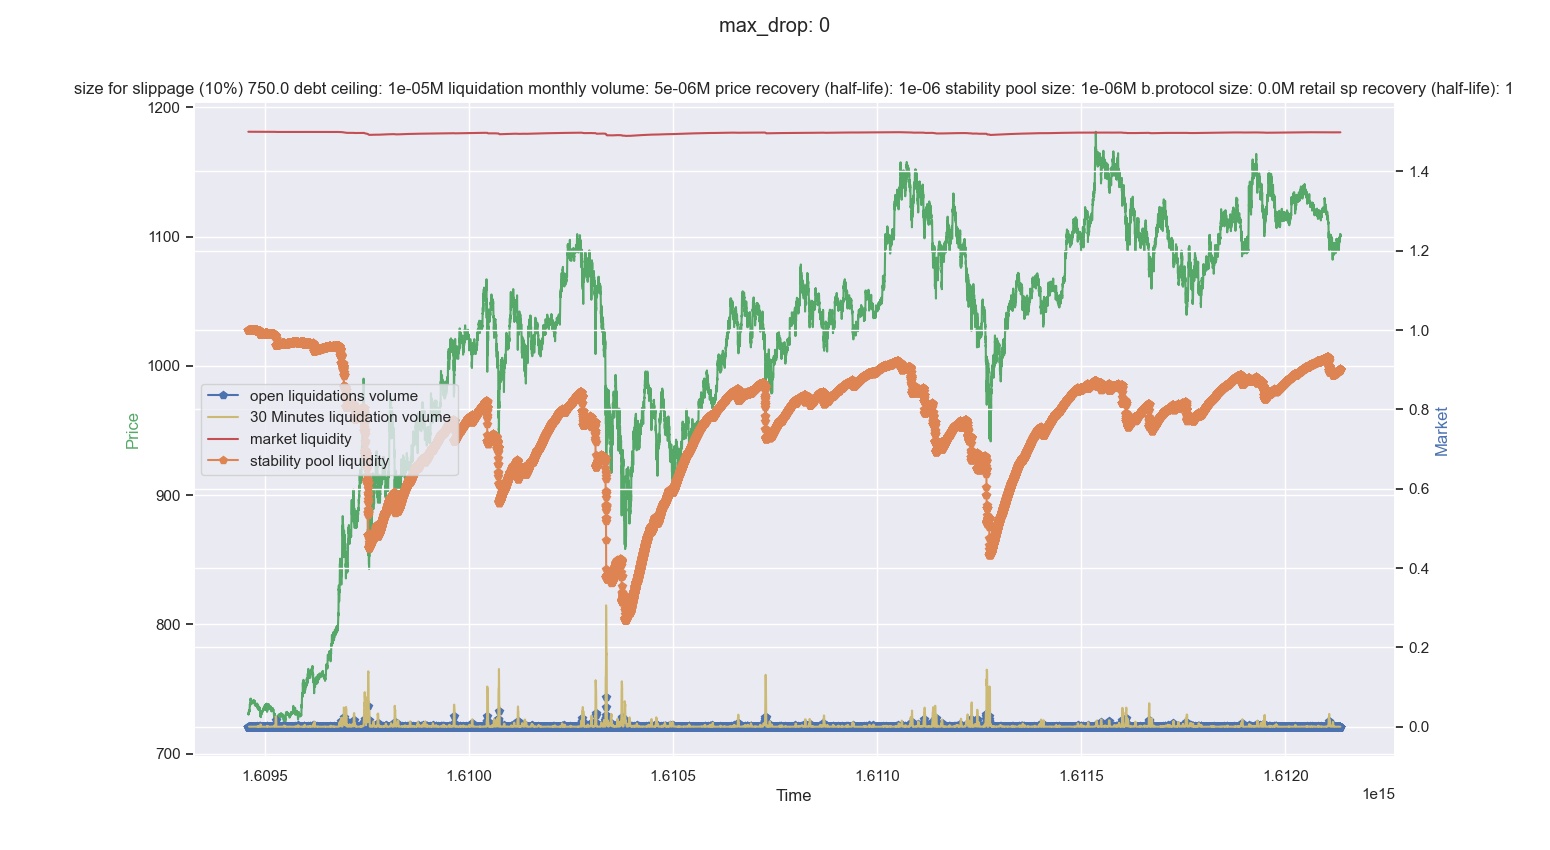 max_drop: 0
size for slippage (10%) 750.0 debt ceiling: 1e-05M liquidation monthly volume: 5e-06M price recovery (half-life): 1e-06 stability pool size: 1e-06M b.protocol size: 0.0M retail sp recovery (half-life): 1
1200
1100
1000
900
800
700
Price
open liquidations volume
30 Minutes liquidation volume
market liquidity
stability pool liquidity
1.4
1.2
1.0
0.8
0.6
0.4
0.2
0.0
Market
1.6095 1.6100 1.6105 1.6110 1.6115 1.6120
Time
1e15